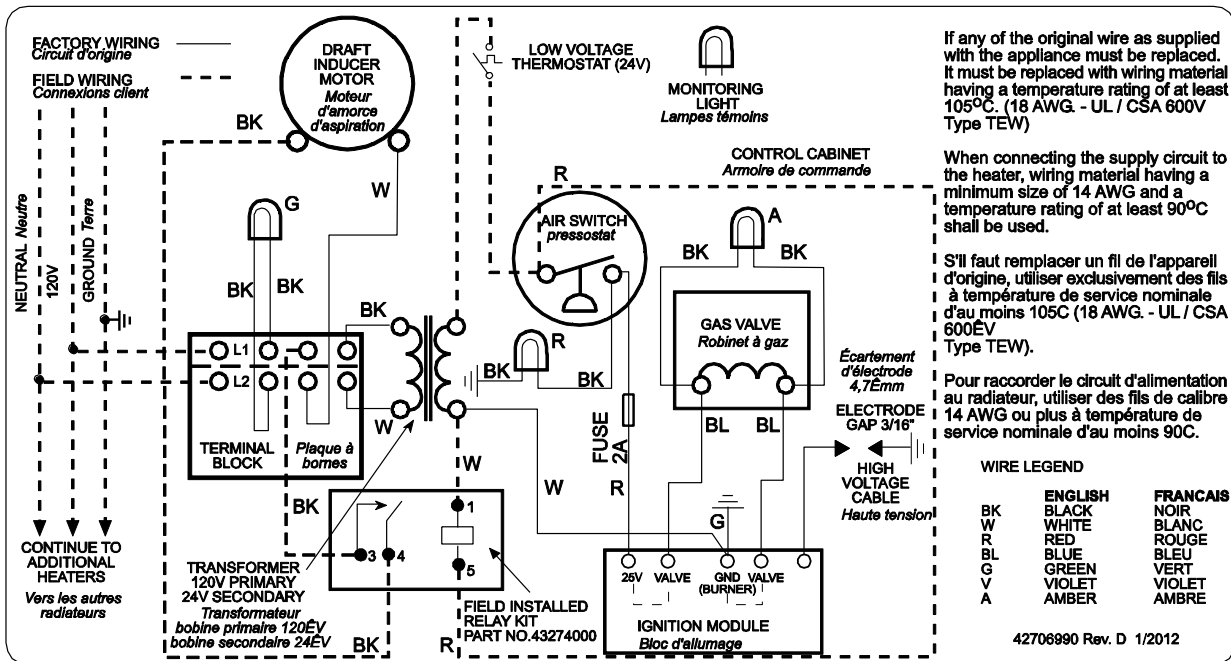 FACTORY WIRING
Circuit d'origine
FIELD WIRING
Connexions client
NEUTRAL Neutre
120V
GROUND Terre
CONTINUE TO
ADDITIONAL
HEATERS
Vers les autres
radiateurs
DRAFT
INDUCER
MOTOR
Moteur
d'amorce
d'aspiration
BK
W
G
BK
BK
L1
L2
TERMINAL
BLOCK
Plaque à
bornes
BK
W
BK
TRANSFORMER
120V PRIMARY
24V SECONDARY
Transformateur
bobine primaire 120ÊV
bobine secondaire 24ÊV
BK
3
4
1
5
W
R
FIELD INSTALLED
RELAY KIT
PART NO.43274000
LOW VOLTAGE
THERMOSTAT (24V)
MONITORING
LIGHT
Lampes témoins
CONTROL CABINET
Armoire de commande
R
AIR SWITCH
pressostat
R
BK
BK
FUSE
2A
R
W
A
BK
BK
GAS VALVE
Robinet à gaz
BL
BL
G
Écartement
d'électrode
4,7Êmm
ELECTRODE
GAP 3/16"
HIGH
VOLTAGE
CABLE
Haute tension
25V
VALVE
GND
(BURNER)
VALVE
IGNITION MODULE
Bloc d'allumage
If any of the original wire as supplied
with the appliance must be replaced.
It must be replaced with wiring material
having a temperature rating of at least
105ºC. (18 AWG. - UL / CSA 600V
Type TEW)
When connecting the supply circuit to
the heater, wiring material having a
minimum size of 14 AWG and a
temperature rating of at least 90ºC
shall be used.
S'Il faut remplacer un fil de l'appareil
d'origine, utiliser exclusivement des fils
à température de service nominale
d'au moins 105C (18 AWG. - UL / CSA
600ÊV
Type TEW).
Pour raccorder le circuit d'alimentation
au radiateur, utiliser des fils de calibre
14 AWG ou plus à température de
service nominale d'au moins 90C.
WIRE LEGEND
ENGLISH FRANCAIS
BK BLACK NOIR
W WHITE BLANC
R RED ROUGE
BL BLUE BLEU
G GREEN VERT
V VIOLET VIOLET
A AMBER AMBRE
42706990 Rev. D 1/2012